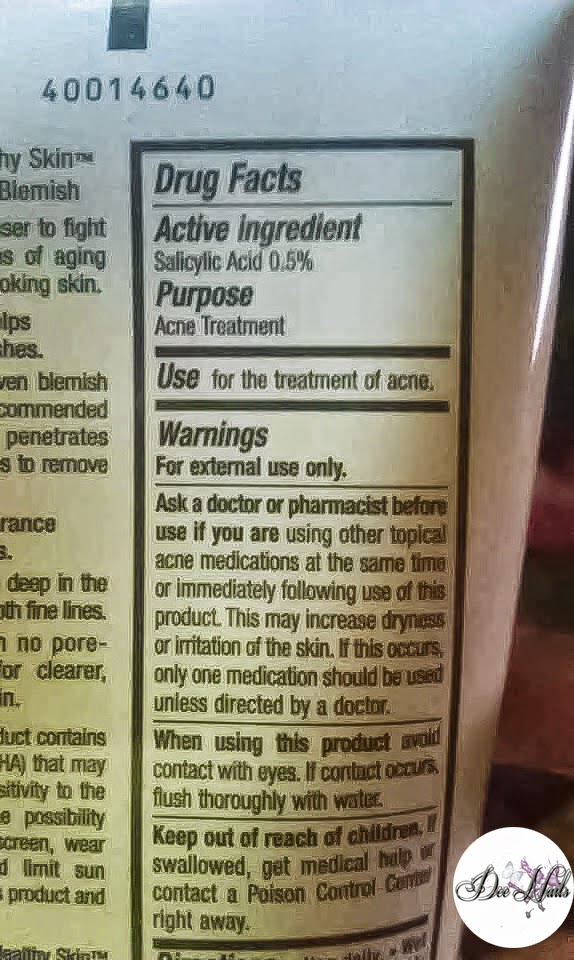 40014640
hy Skin™
Blemish
ser to fight
s of aging
oking skin.
lps
hes.
ven blemish
commended
penetrates
s to remove
rance
s.
deep in the
oth fine lines.
n no pore-
for clearer,
in.
duct contains
HA) that may
sitivity to the
e possibility
screen, wear
d limit sun
s product and
Healthy Skin™
Drug Facts
Active Ingredient
Salicylic Acid 0.5%
Purpose
Acne Treatment
Use for the treatment of acne.
Warnings
For external use only.
Ask a doctor or pharmacist before
use if you are using other topical
acne medications at the same time
or immediately following use of this
product. This may increase dryness
or irritation of the skin. If this occurs,
only one medication should be used
unless directed by a doctor.
When using this product avoid
contact with eyes. If contact occurs,
flush thoroughly with water.
Keep out of reach of children. If
swallowed, get medical help or
contact a Poison Control Center
right away.
Directions
Dee Nails